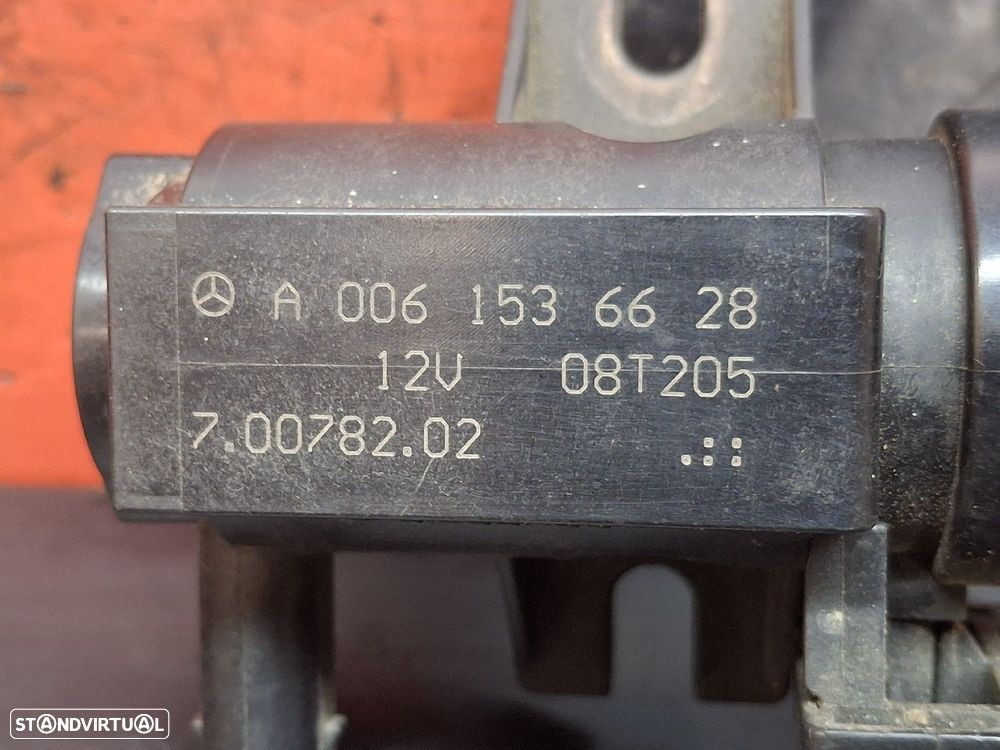 A 006 153 66 28
12V 08T205
7.00782.02
STANDVIRTUAL